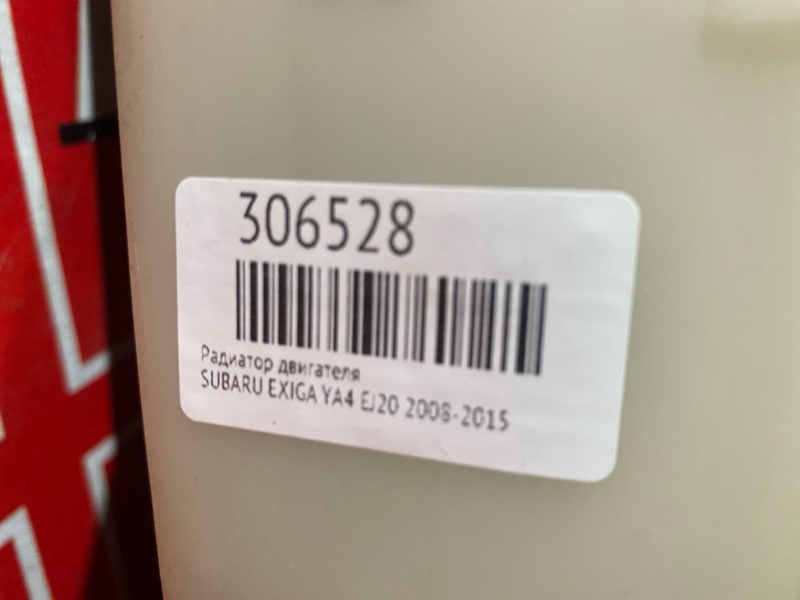 306528
Радиатор двигателя
SUBARU EXIGA YA4 EJ20 2008-2015